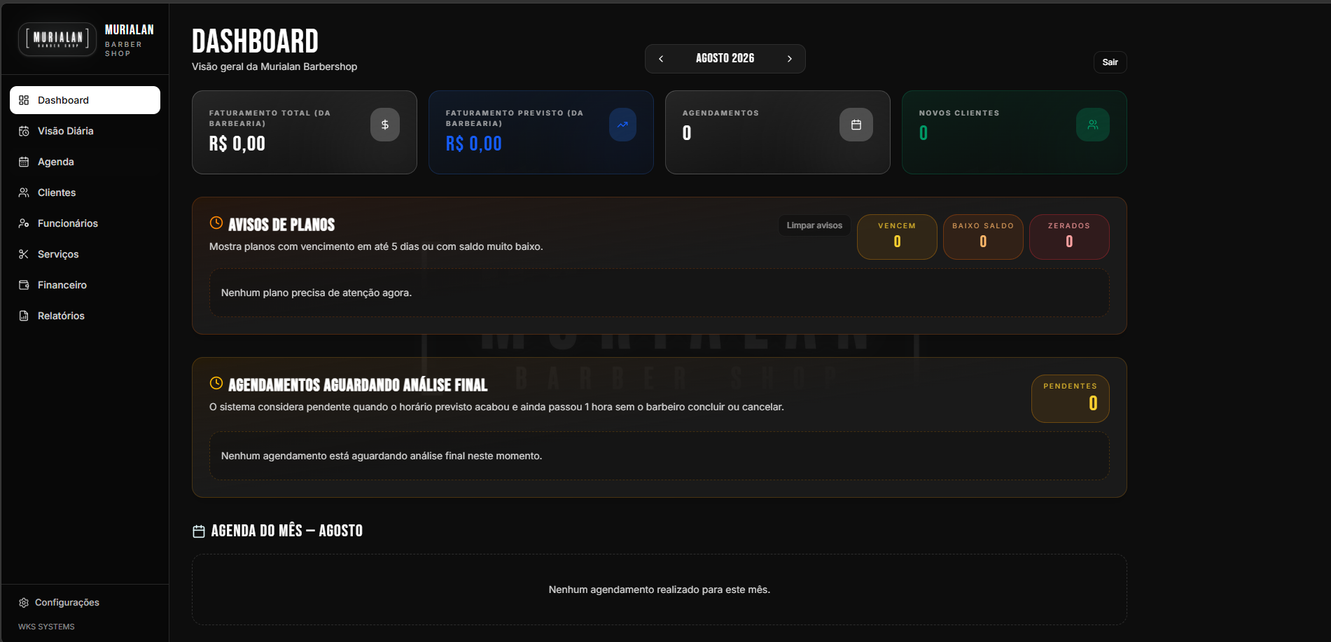 MURIALAN
BARBER SHOP
MURIALAN
BARBER
SHOP
Dashboard
Visão Diária
Agenda
Clientes
Funcionários
Serviços
Financeiro
Relatórios
Configurações
WKS SYSTEMS
DASHBOARD
Visão geral da Murialan Barbershop
AGOSTO 2026
Sair
FATURAMENTO TOTAL (DA
BARBEARIA)
R$ 0,00
FATURAMENTO PREVISTO (DA
BARBEARIA)
R$ 0,00
AGENDAMENTOS
0
NOVOS CLIENTES
0
AVISOS DE PLANOS
Mostra planos com vencimento em até 5 dias ou com saldo muito baixo.
Limpar avisos
VENCEM
0
BAIXO SALDO
0
ZERADOS
0
Nenhum plano precisa de atenção agora.
MURIALAN
BARBER SHOP
AGENDAMENTOS AGUARDANDO ANÁLISE FINAL
O sistema considera pendente quando o horário previsto acabou e ainda passou 1 hora sem o barbeiro concluir ou cancelar.
PENDENTES
0
Nenhum agendamento está aguardando análise final neste momento.
AGENDA DO MÊS — AGOSTO
Nenhum agendamento realizado para este mês.